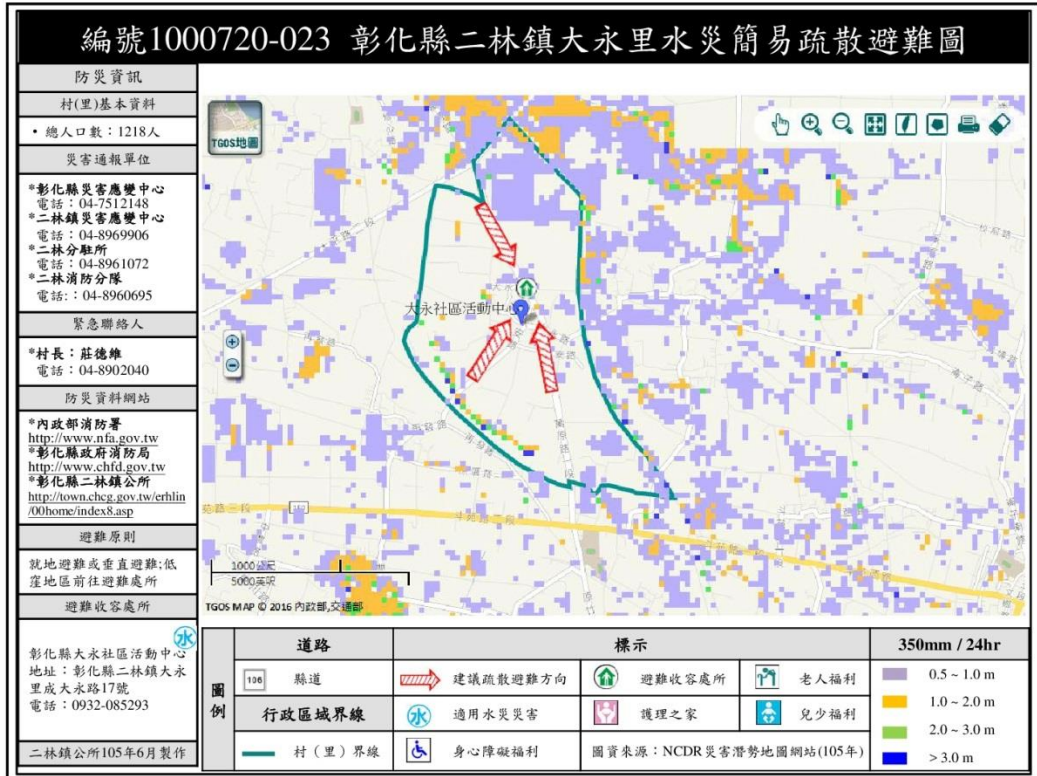 編號1000720-023 彰化縣二林鎮大永里水災簡易疏散避難圖
防災資訊
村(里)基本資料
• 總人口數：1218人
災害通報單位
*彰化縣災害應變中心
電話：04-7512148
*二林鎮災害應變中心
電話：04-8969906
*二林分駐所
電話：04-8961072
*二林消防分隊
電話:：04-8960695
緊急聯絡人
*村長：莊德維
電話：04-8902040
防災資料網站
*內政部消防署
http://www.nfa.gov.tw
*彰化縣政府消防局
http://www.chfd.gov.tw
*彰化縣二林鎮公所
http://town.chcg.gov.tw/erhlin
/00home/index8.asp
避難原則
就地避難或垂直避難;低
窪地區前往避難處所
避難收容處所
水
彰化縣大永社區活動中心
地址：彰化縣二林鎮大永
里成大永路17號
電話：0932-085293
二林鎮公所105年6月製作
TGOS地圖
大永社區活動中心
斗苑路二段
1000公尺
5000英呎
TGOS MAP © 2016 內政部,交通部
圖例
道路
標示
350mm / 24hr
106 縣道
建議疏散避難方向
避難收容處所
老人福利
0.5 ~ 1.0 m
行政區域界線
水 適用水災災害
護理之家
兒少福利
1.0 ~ 2.0 m
村（里）界線
身心障礙福利
圖資來源：NCDR災害潛勢地圖網站(105年)
2.0 ~ 3.0 m
> 3.0 m